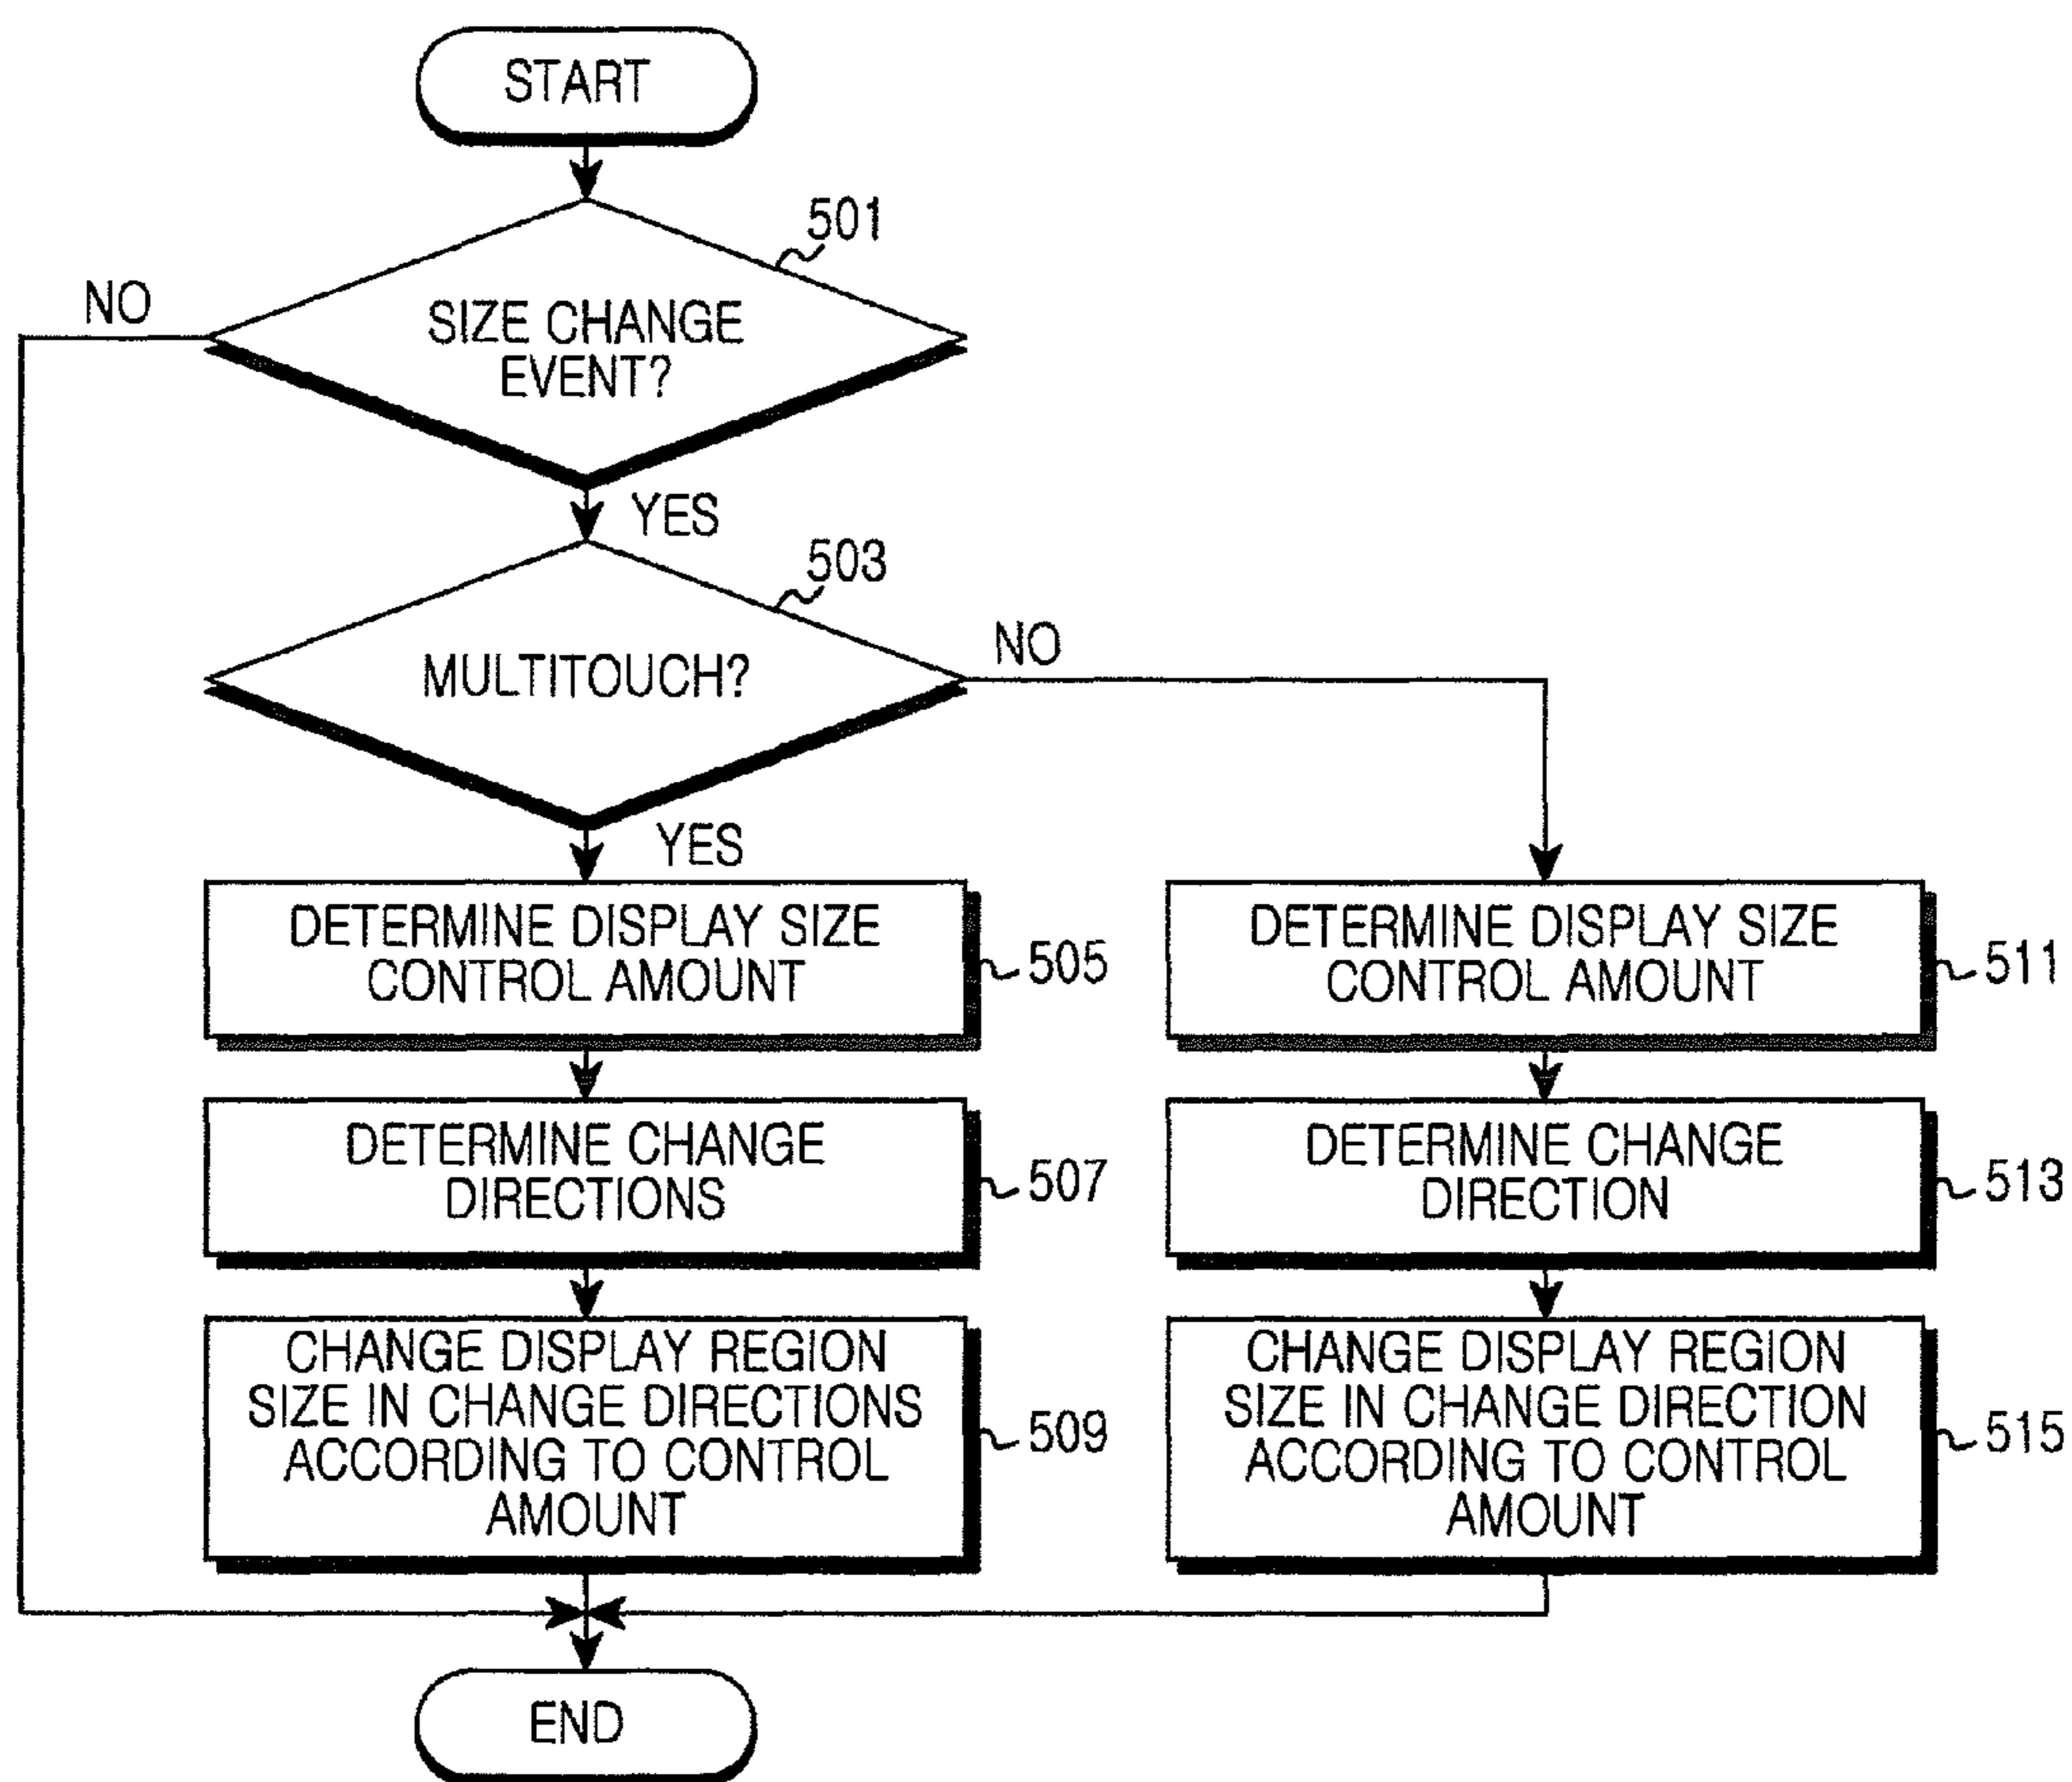 START
501
NO
SIZE CHANGE
EVENT?
YES
503
NO
MULTITOUCH?
YES
DETERMINE DISPLAY SIZE
CONTROL AMOUNT
505
DETERMINE DISPLAY SIZE
CONTROL AMOUNT
511
DETERMINE CHANGE
DIRECTIONS
507
DETERMINE CHANGE
DIRECTION
513
CHANGE DISPLAY REGION
SIZE IN CHANGE DIRECTIONS
ACCORDING TO CONTROL
AMOUNT
509
CHANGE DISPLAY REGION
SIZE IN CHANGE DIRECTION
ACCORDING TO CONTROL
AMOUNT
515
END